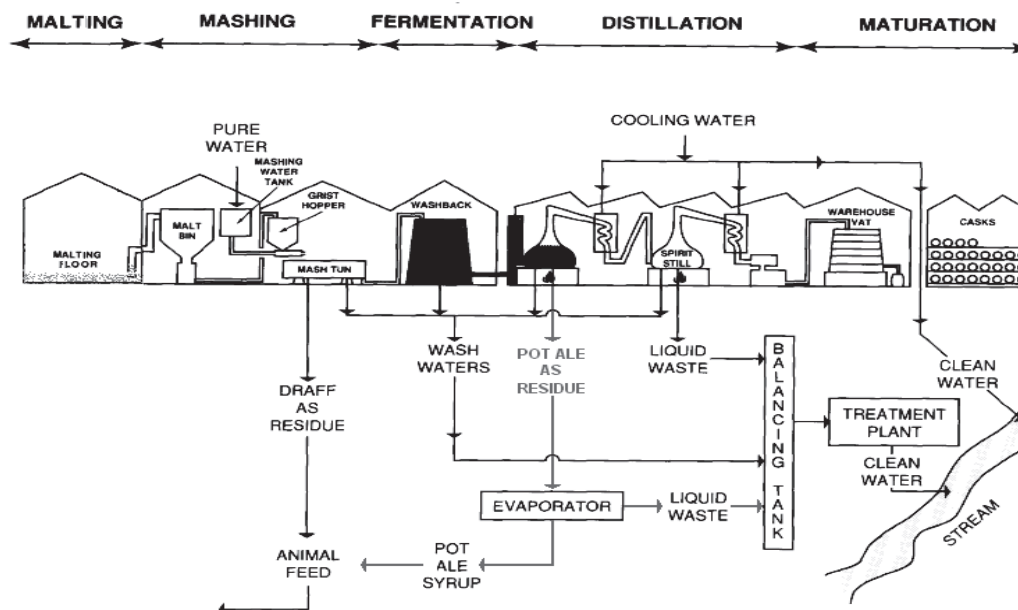 MALTING
MASHING
FERMENTATION
DISTILLATION
MATURATION
PURE
WATER
COOLING WATER
MASHING
WATER
TANK
GRIST
HOPPER
MALTING
FLOOR
MALT
BIN
MASH TUN
WASHBACK
SPIRIT
STILL
WAREHOUSE
VAT
CASKS
DRAFF
AS
RESIDUE
WASH
WATERS
POT ALE
AS
RESIDUE
LIQUID
WASTE
BALANCING TANK
CLEAN
WATER
TREATMENT
PLANT
CLEAN
WATER
STREAM
EVAPORATOR
LIQUID
WASTE
POT
ALE
SYRUP
ANIMAL
FEED